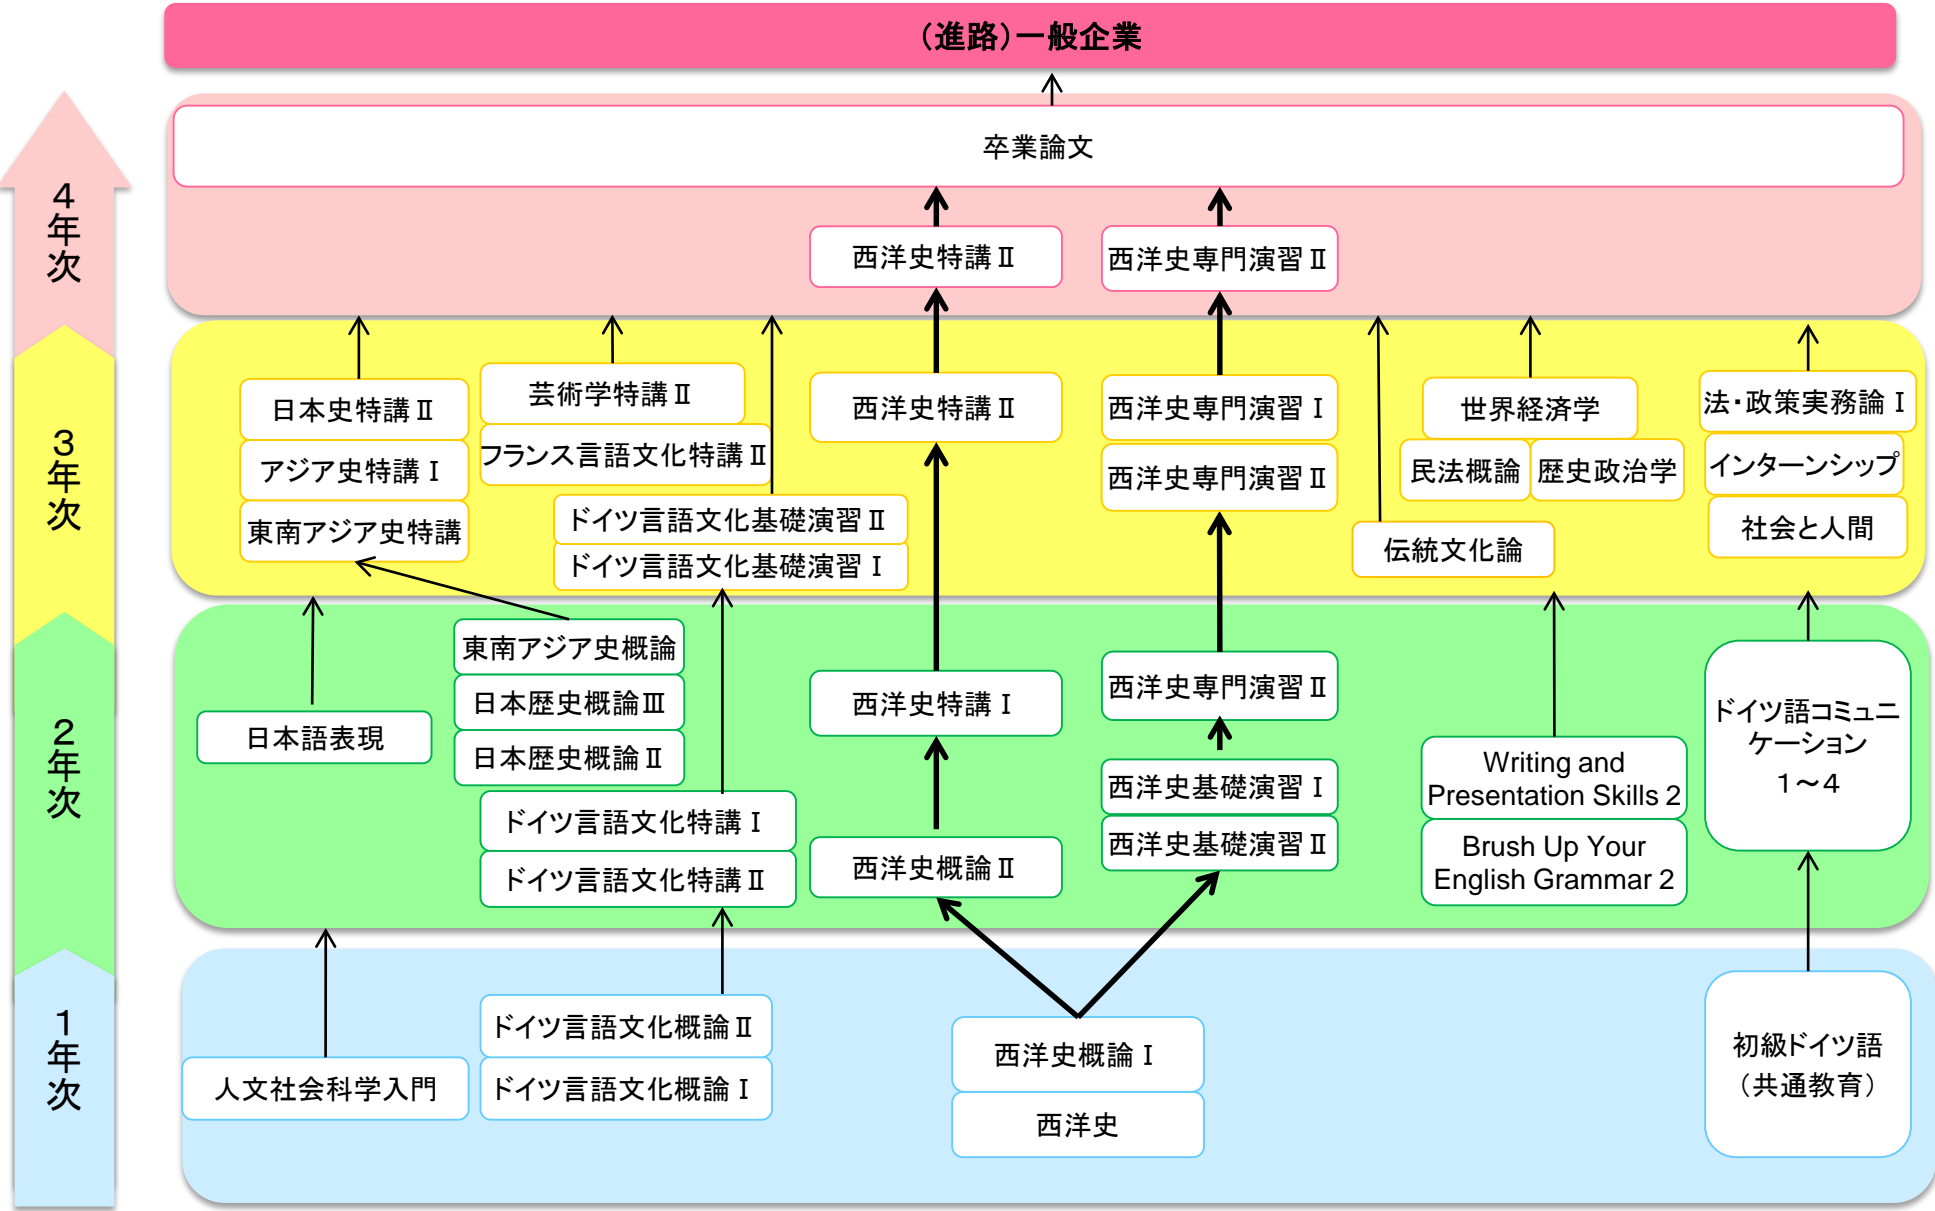 （進路）一般企業
4年次
卒業論文
西洋史特講Ⅱ
西洋史専門演習Ⅱ
3年次
日本史特講Ⅱ
アジア史特講Ⅰ
東南アジア史特講
芸術学特講Ⅱ
フランス言語文化特講Ⅱ
ドイツ言語文化基礎演習Ⅱ
ドイツ言語文化基礎演習Ⅰ
西洋史特講Ⅱ
西洋史専門演習Ⅰ
西洋史専門演習Ⅱ
伝統文化論
世界経済学
民法概論
歴史政治学
法・政策実務論Ⅰ
インターンシップ
社会と人間
2年次
日本語表現
東南アジア史概論
日本歴史概論Ⅲ
日本歴史概論Ⅱ
ドイツ言語文化特講Ⅰ
ドイツ言語文化特講Ⅱ
西洋史特講Ⅰ
西洋史概論Ⅱ
西洋史専門演習Ⅱ
西洋史基礎演習Ⅰ
西洋史基礎演習Ⅱ
Writing and
Presentation Skills 2
Brush Up Your
English Grammar 2
ドイツ語コミュニ
ケーション
１～４
1年次
人文社会科学入門
ドイツ言語文化概論Ⅱ
ドイツ言語文化概論Ⅰ
西洋史概論Ⅰ
西洋史
初級ドイツ語
（共通教育）